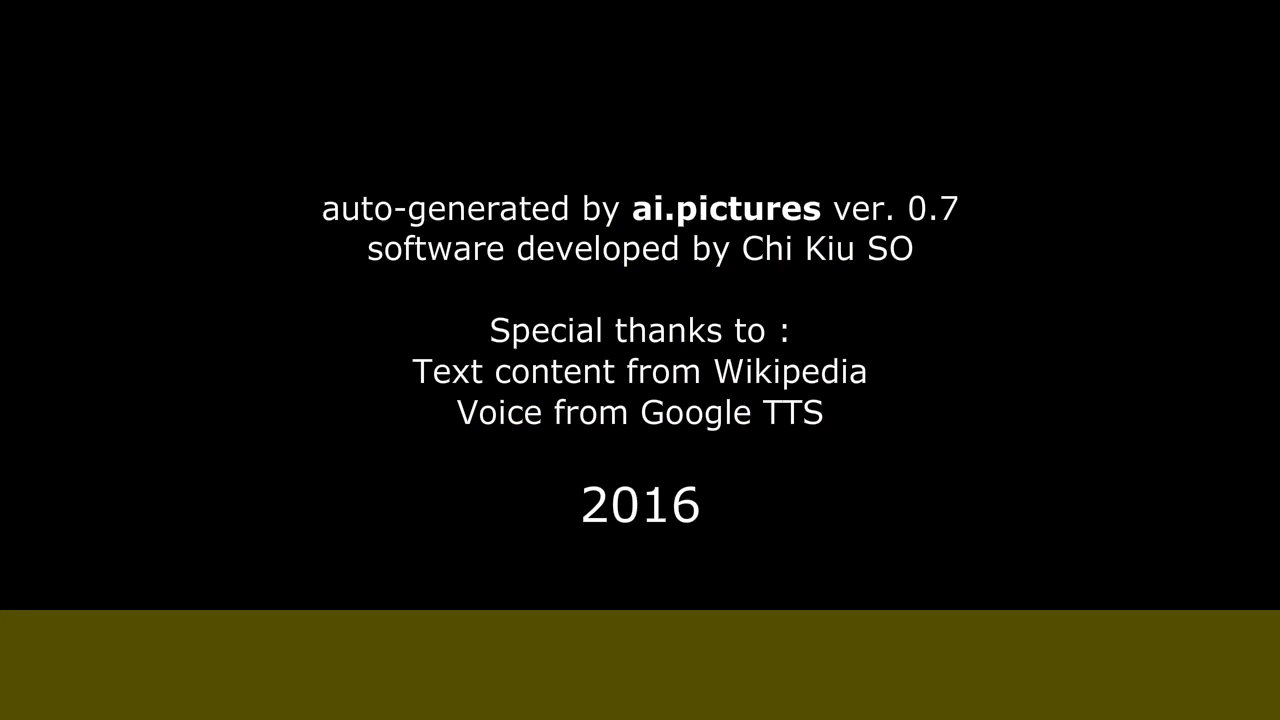 auto-generated by ai.pictures ver. 0.7
software developed by Chi Kiu SO
Special thanks to :
Text content from Wikipedia
Voice from Google TTS
2016